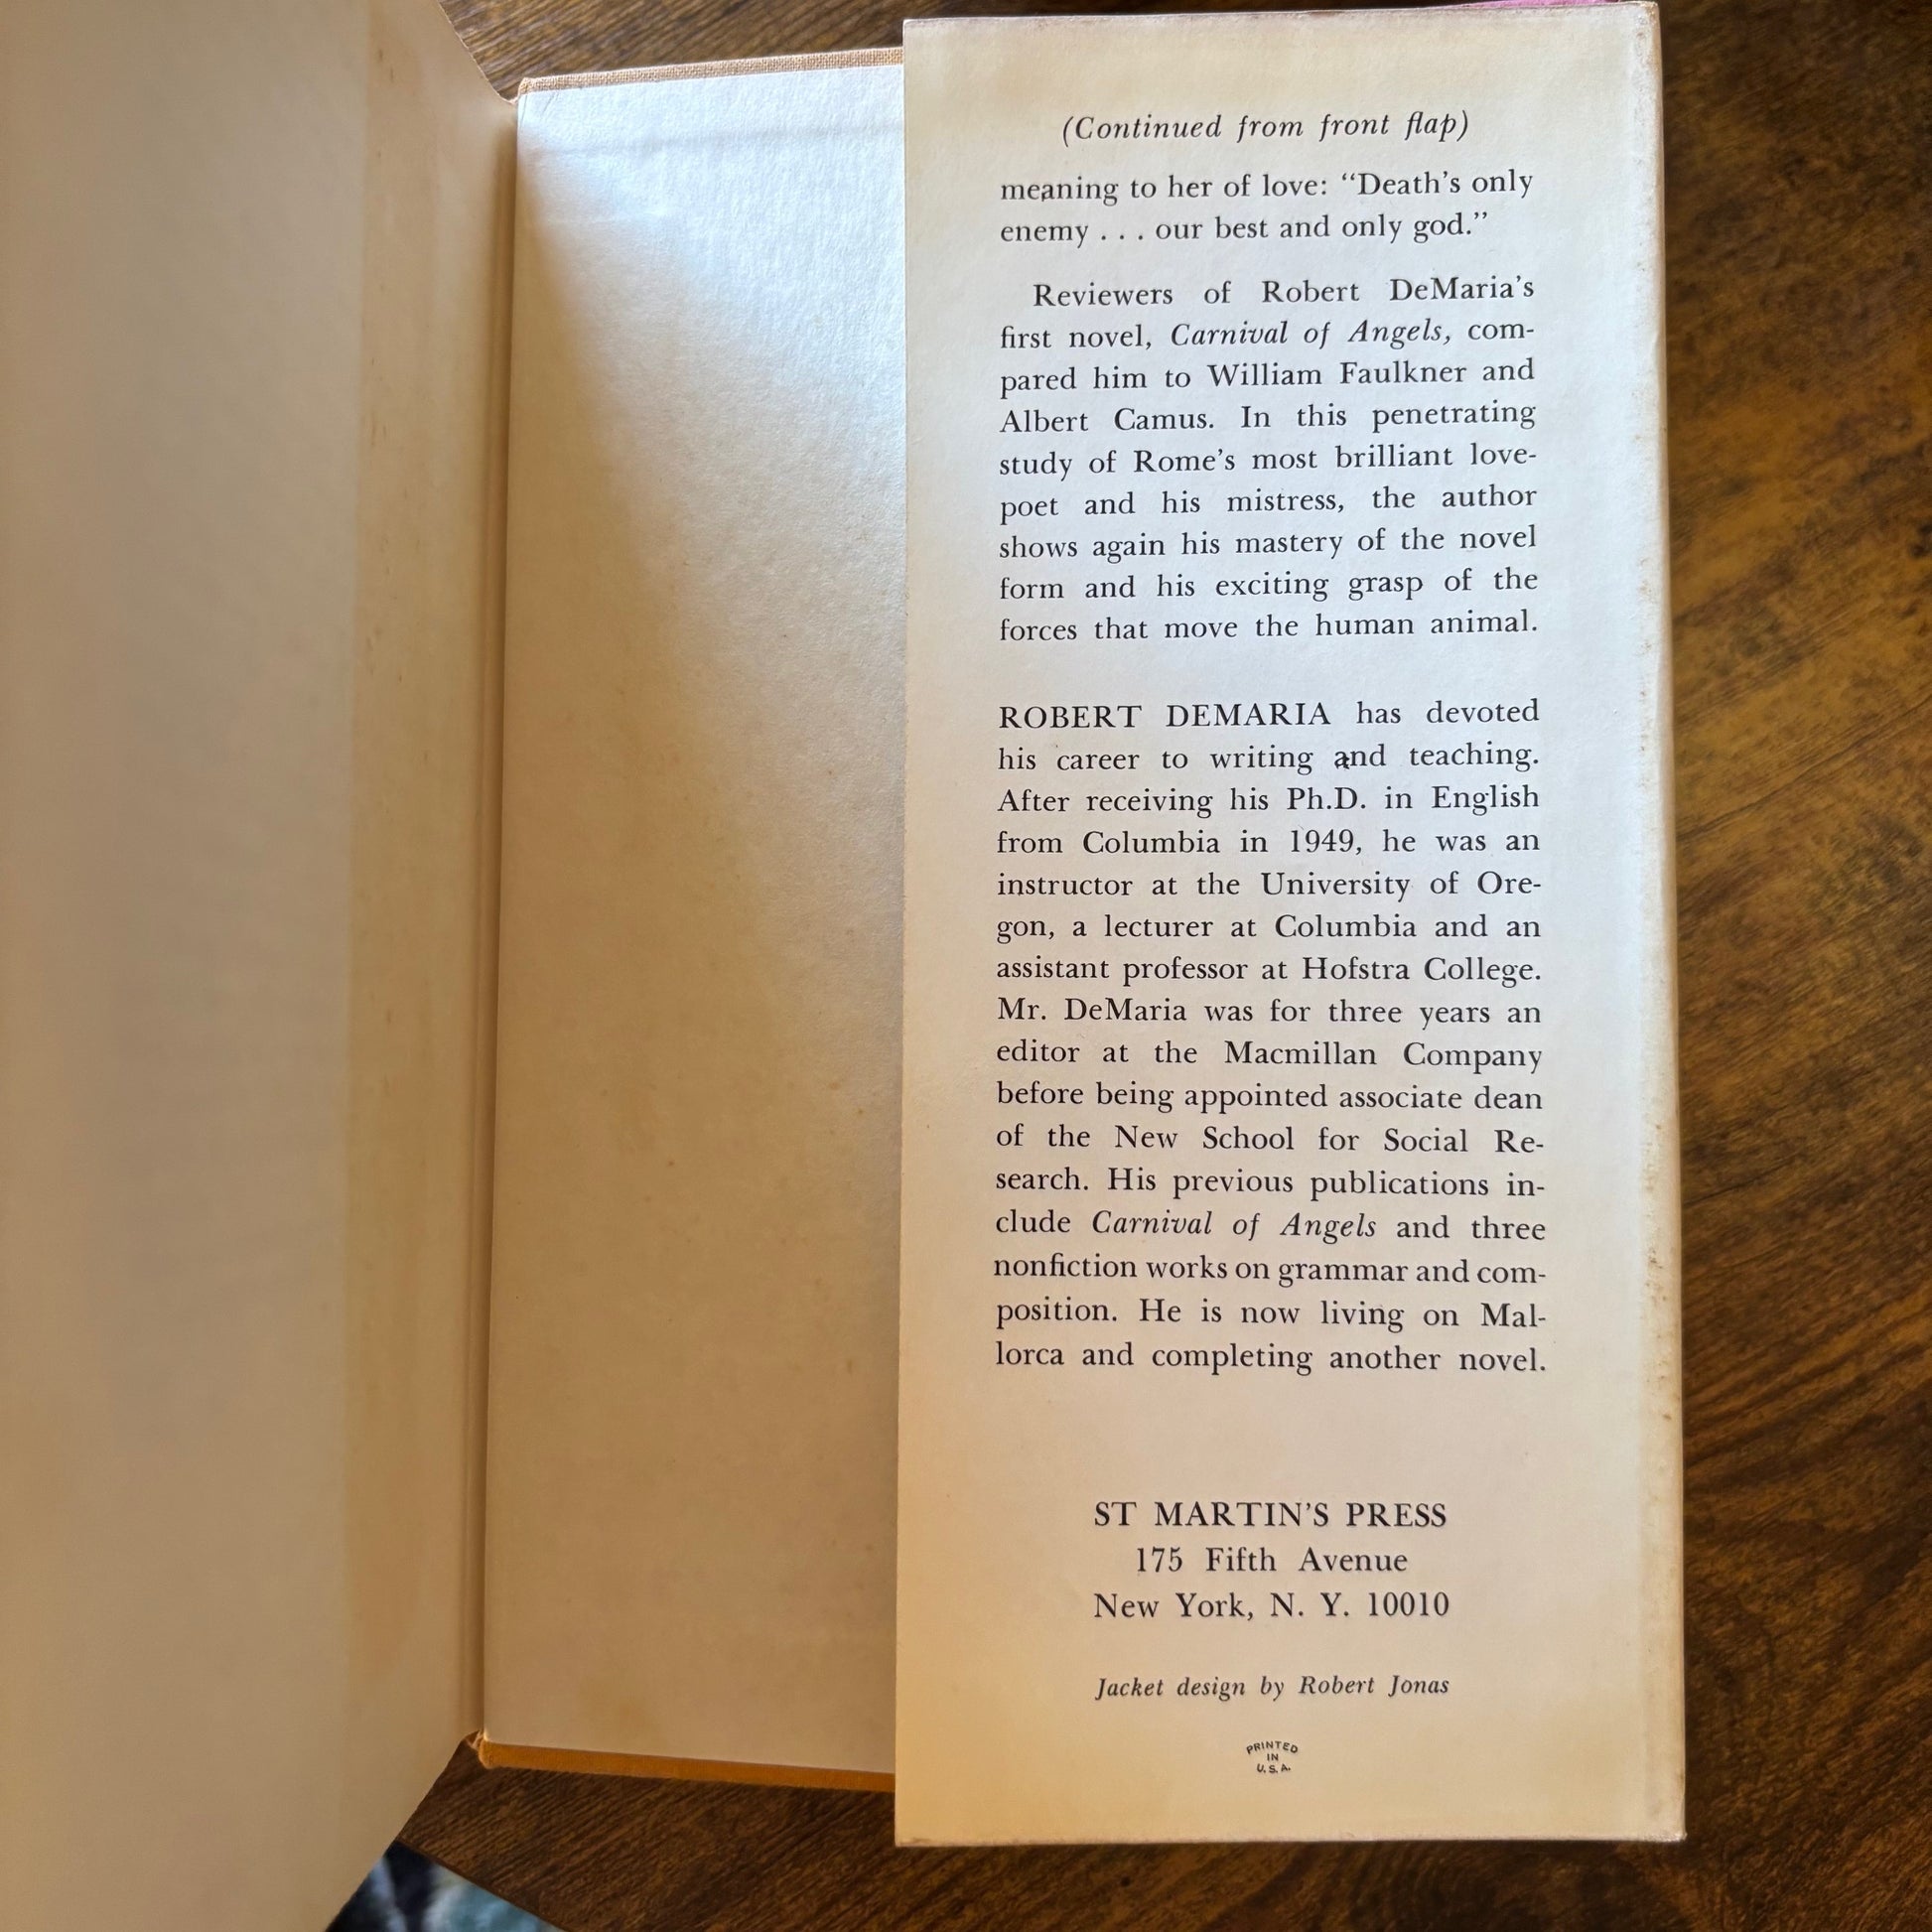 (Continued from front flap)
meaning to her of love: “Death’s only
enemy . . . our best and only god.”
Reviewers of Robert DeMaria’s
first novel, Carnival of Angels, com-
pared him to William Faulkner and
Albert Camus. In this penetrating
study of Rome’s most brilliant love-
poet and his mistress, the author
shows again his mastery of the novel
form and his exciting grasp of the
forces that move the human animal.
ROBERT DEMARIA has devoted
his career to writing and teaching.
After receiving his Ph.D. in English
from Columbia in 1949, he was an
instructor at the University of Ore-
gon, a lecturer at Columbia and an
assistant professor at Hofstra College.
Mr. DeMaria was for three years an
editor at the Macmillan Company
before being appointed associate dean
of the New School for Social Re-
search. His previous publications in-
clude Carnival of Angels and three
nonfiction works on grammar and com-
position. He is now living on Mal-
lorca and completing another novel.
ST MARTIN’S PRESS
175 Fifth Avenue
New York, N. Y. 10010
Jacket design by Robert Jonas
PRINTED
IN
U.S.A.